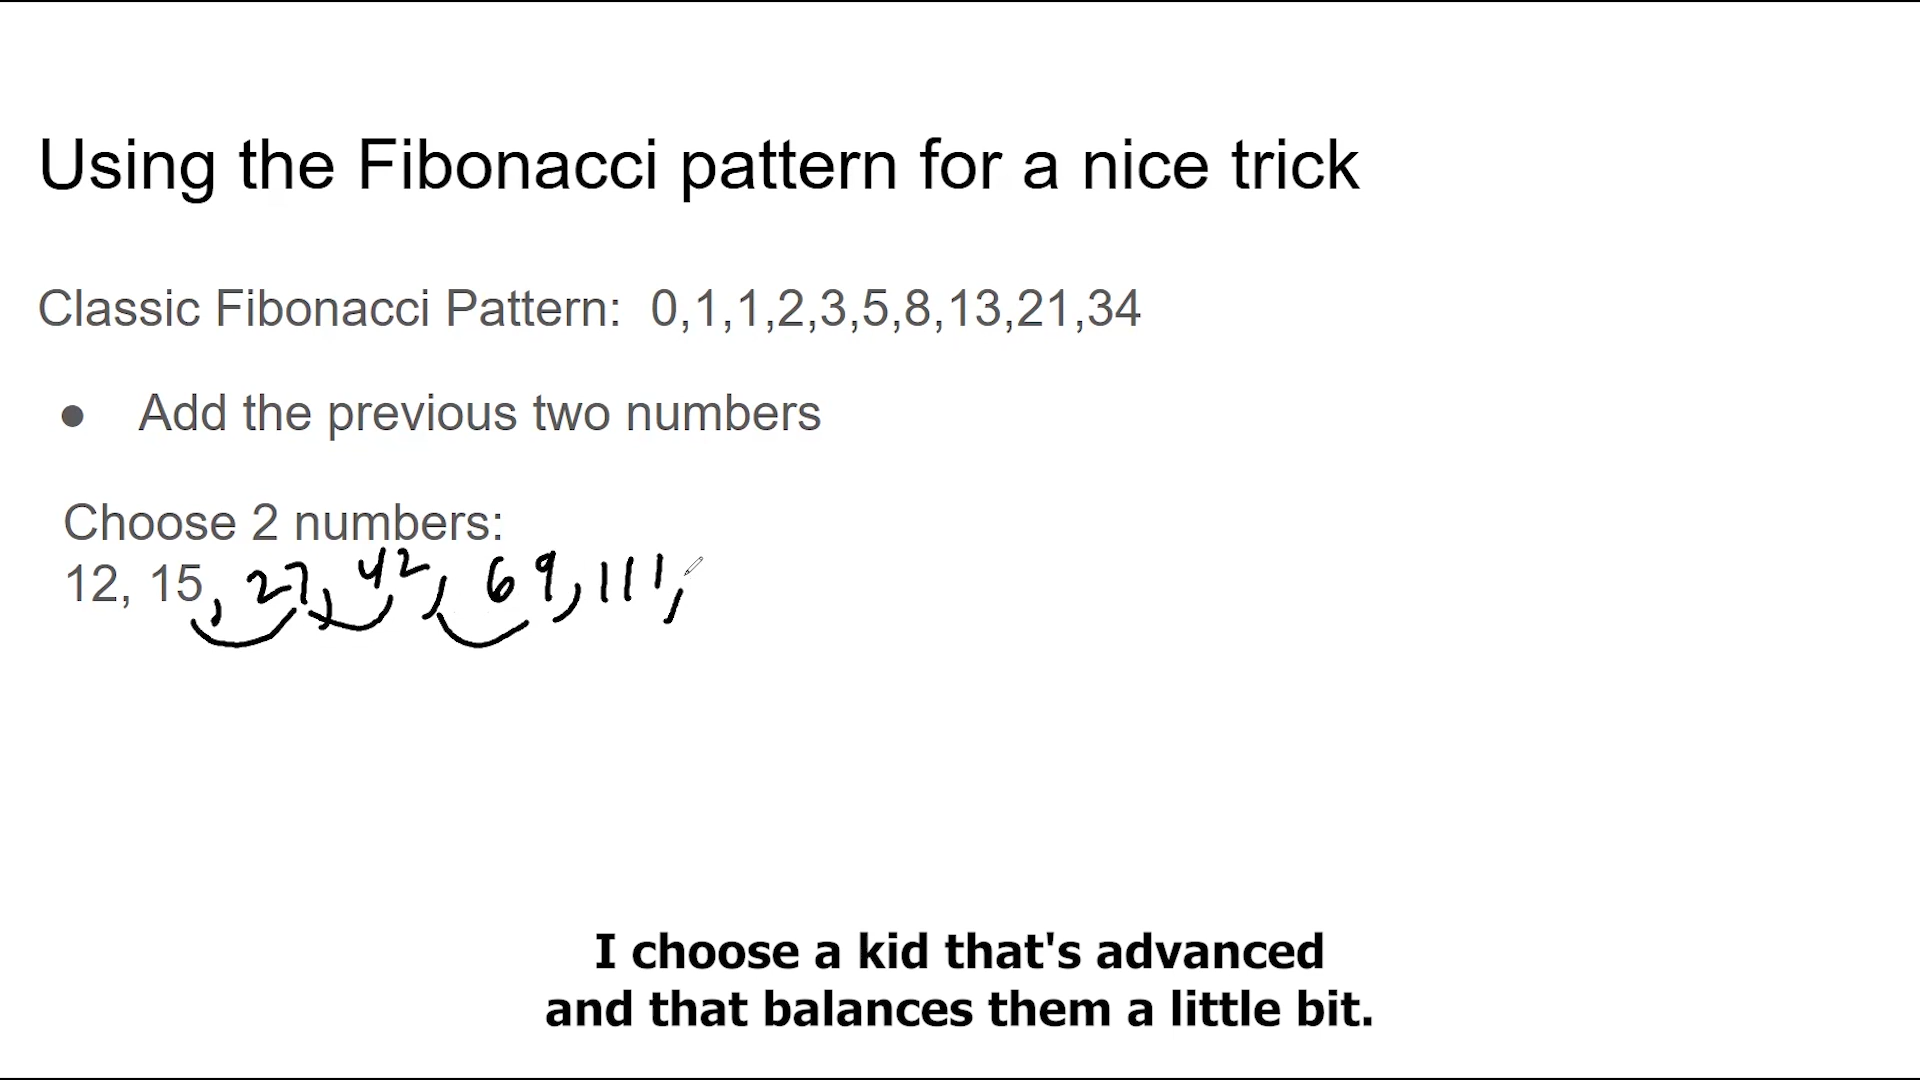 Using the Fibonacci pattern for a nice trick
Classic Fibonacci Pattern: 0,1,1,2,3,5,8,13,21,34
● Add the previous two numbers
Choose 2 numbers:
12, 15, 27, 42, 69, 111,
I choose a kid that's advanced
and that balances them a little bit.